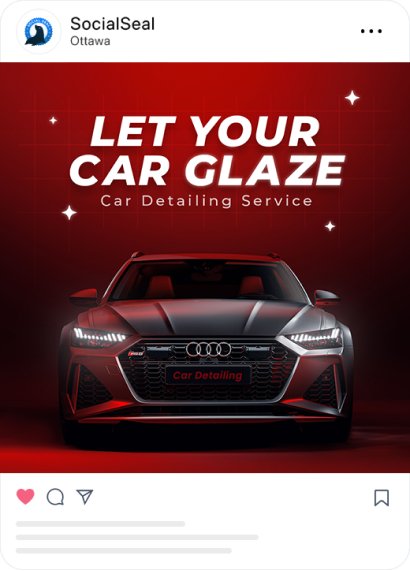 SocialSeal
Ottawa
LET YOUR
CAR GLAZE
Car Detailing Service
Car Detailing